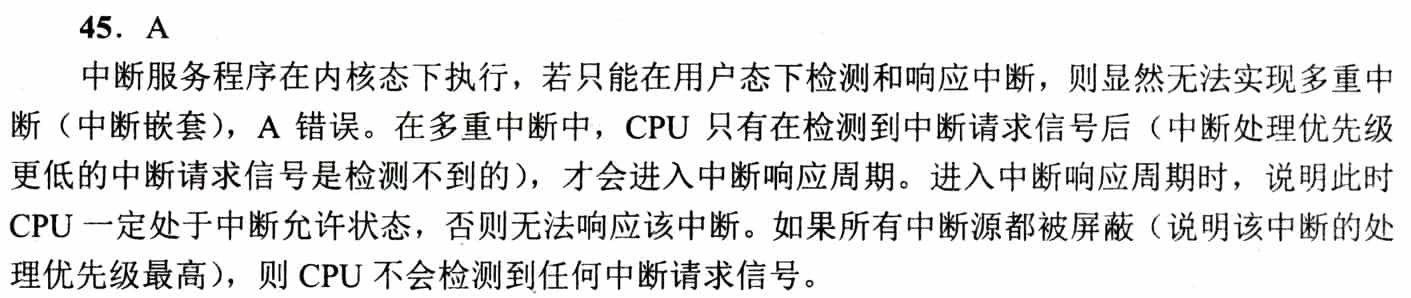 45. A
中断服务程序在内核态下执行，若只能在用户态下检测和响应中断，则显然无法实现多重中
断（中断嵌套），A 错误。在多重中断中，CPU 只有在检测到中断请求信号后（中断处理优先级
更低的中断请求信号是检测不到的），才会进入中断响应周期。进入中断响应周期时，说明此时
CPU 一定处于中断允许状态，否则无法响应该中断。如果所有中断源都被屏蔽（说明该中断的处
理优先级最高），则 CPU 不会检测到任何中断请求信号。